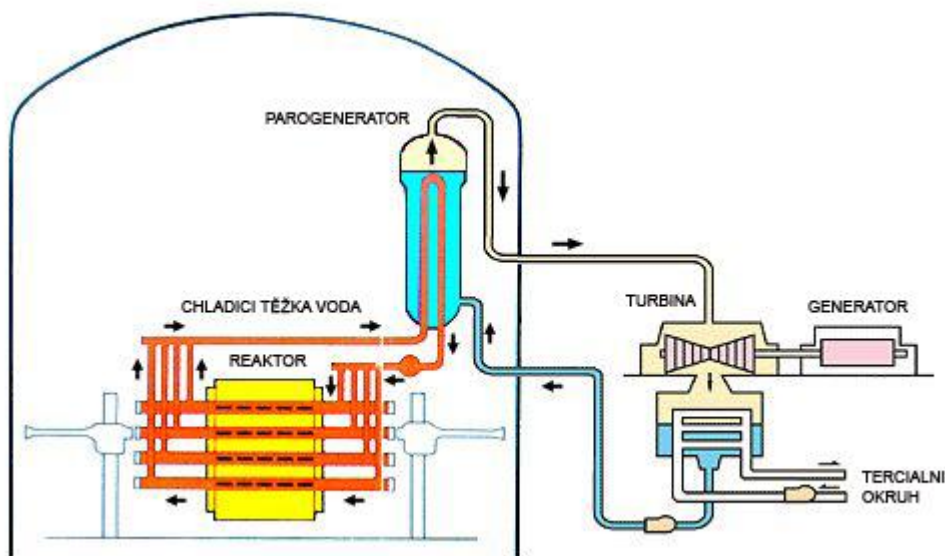 PAROGENERATOR
CHLADICI TĚŽKA VODA
REAKTOR
TURBINA
GENERATOR
TERCIALNI
OKRUH